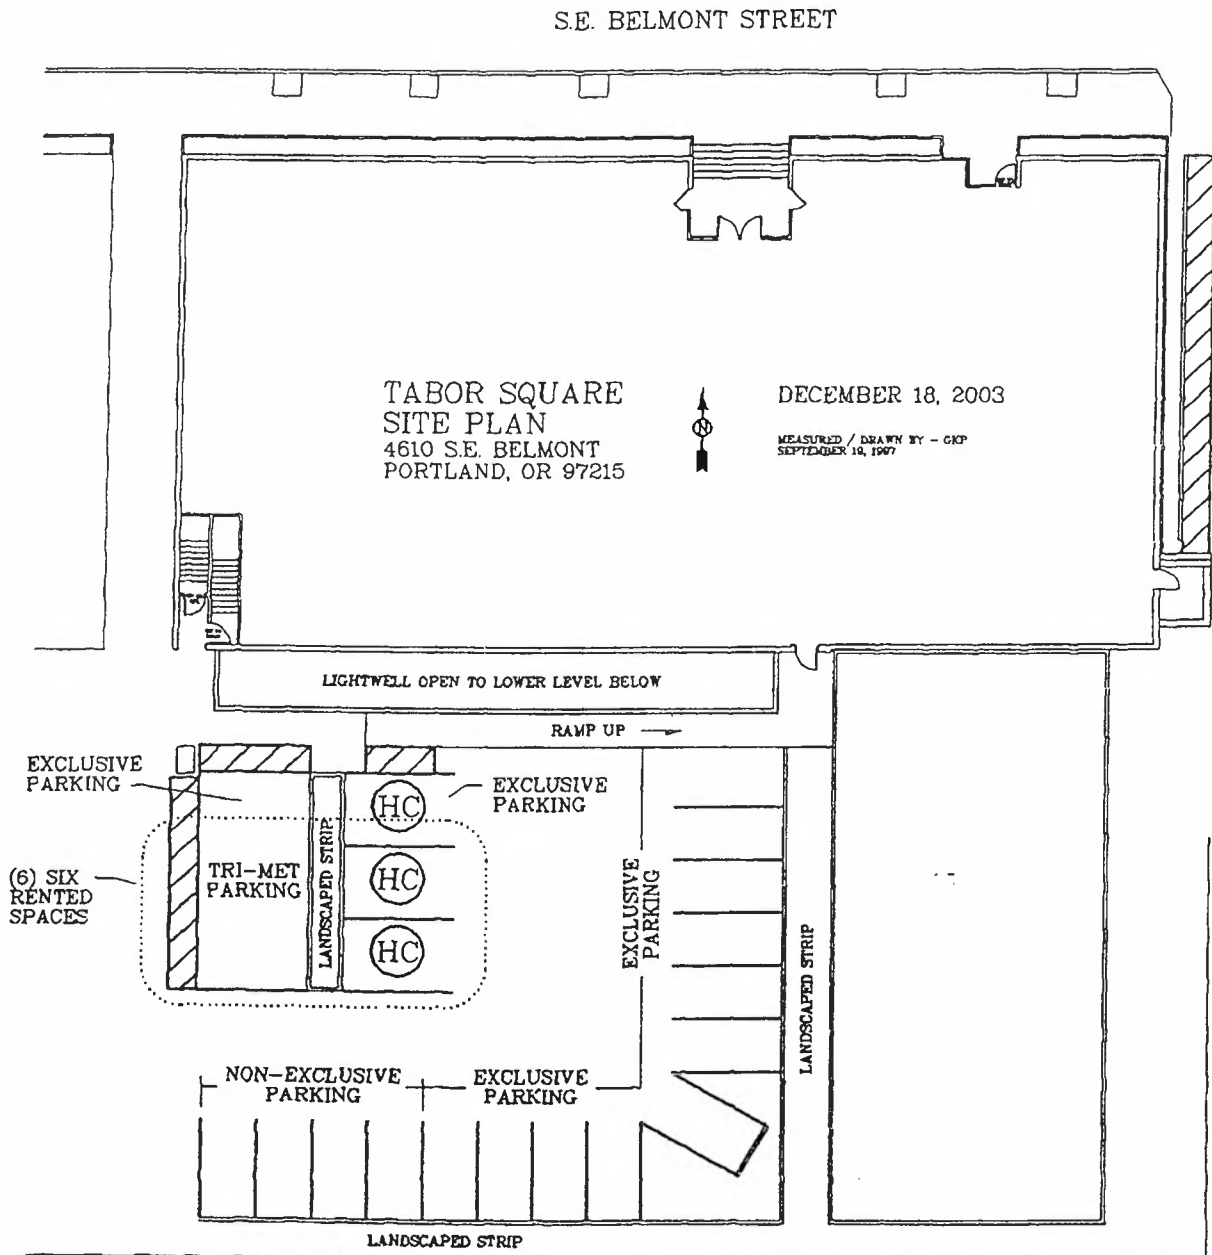 S.E. BELMONT STREET
TABOR SQUARE
SITE PLAN
4610 S.E. BELMONT
PORTLAND, OR 97215
N
DECEMBER 18, 2003
MEASURED / DRAWN BY - GKP
SEPTEMBER 19, 1997
LIGHTWELL OPEN TO LOWER LEVEL BELOW
RAMP UP
EXCLUSIVE
PARKING
HC
EXCLUSIVE
PARKING
(6) SIX
RENTED
SPACES
TRI-MET
PARKING
LANDSCAPED STRIP
HC
HC
EXCLUSIVE
PARKING
LANDSCAPED STRIP
NON-EXCLUSIVE
PARKING
EXCLUSIVE
PARKING
LANDSCAPED STRIP